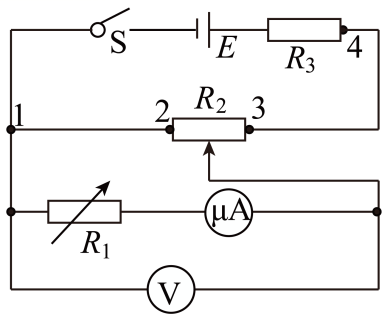 S E R₃ 4
1 2 R₂ 3
R₁ μA
V